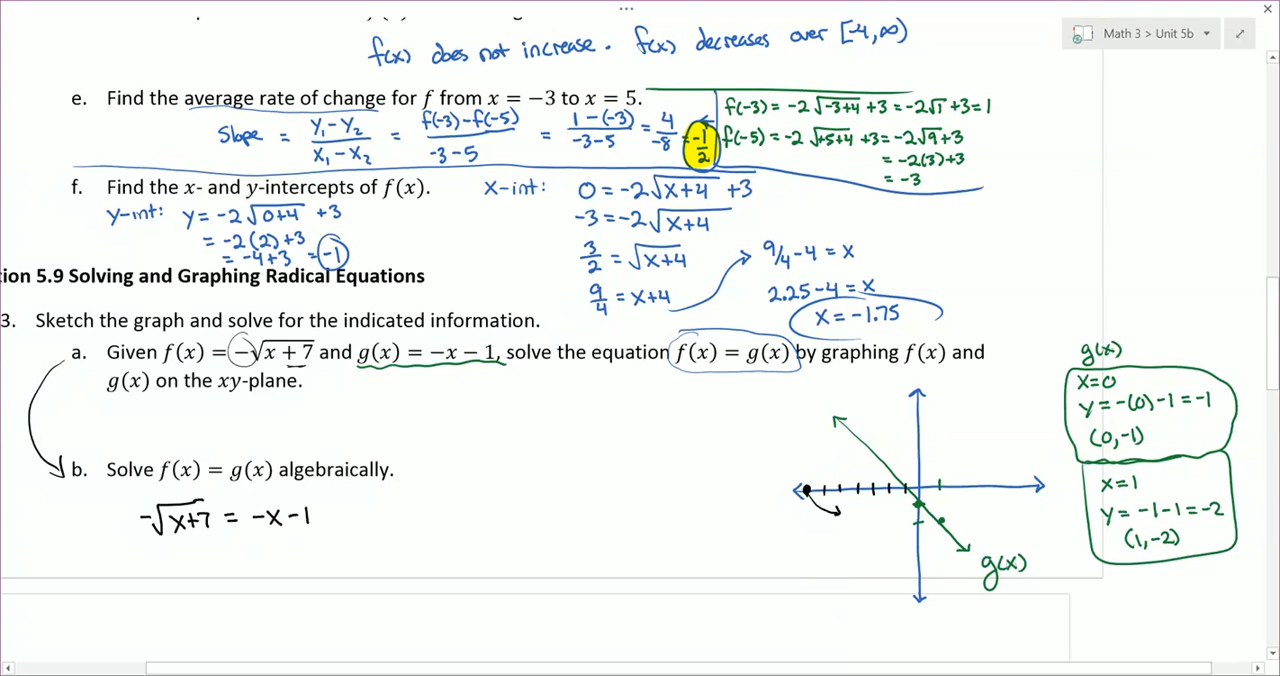 Math 3 > Unit 5b
f(x) does not increase. f(x) decreases over [-4,∞)
e. Find the average rate of change for f from x = −3 to x = 5.
Slope = Y₁-Y₂/X₁-X₂ = f(-3)-f(-5)/-3-5 = 1-(-3)/-3-5 = 4/-8 = -1/2
f(-3) = -2√-3+4 +3 = -2√1 +3 = 1
f(-5) = -2√+5+4 +3 = -2√9 +3
= -2(3)+3
= -3
f. Find the x- and y-intercepts of f(x).
y-int: y = -2√0+4 +3
= -2(2)+3
= -4+3 = -1
X-int: 0 = -2√x+4 +3
-3 = -2√x+4
3/2 = √x+4
9/4 = x+4
9/4 -4 = x
2.25-4 = x
x = -1.75
ion 5.9 Solving and Graphing Radical Equations
3. Sketch the graph and solve for the indicated information.
a. Given f(x) = −√x + 7 and g(x) = −x − 1, solve the equation f(x) = g(x) by graphing f(x) and
g(x) on the xy-plane.
g(x)
x=0
y = -(0)-1 = -1
(0,-1)
x=1
y = -1-1 = -2
(1,-2)
g(x)
b. Solve f(x) = g(x) algebraically.
-√x+7 = -x-1